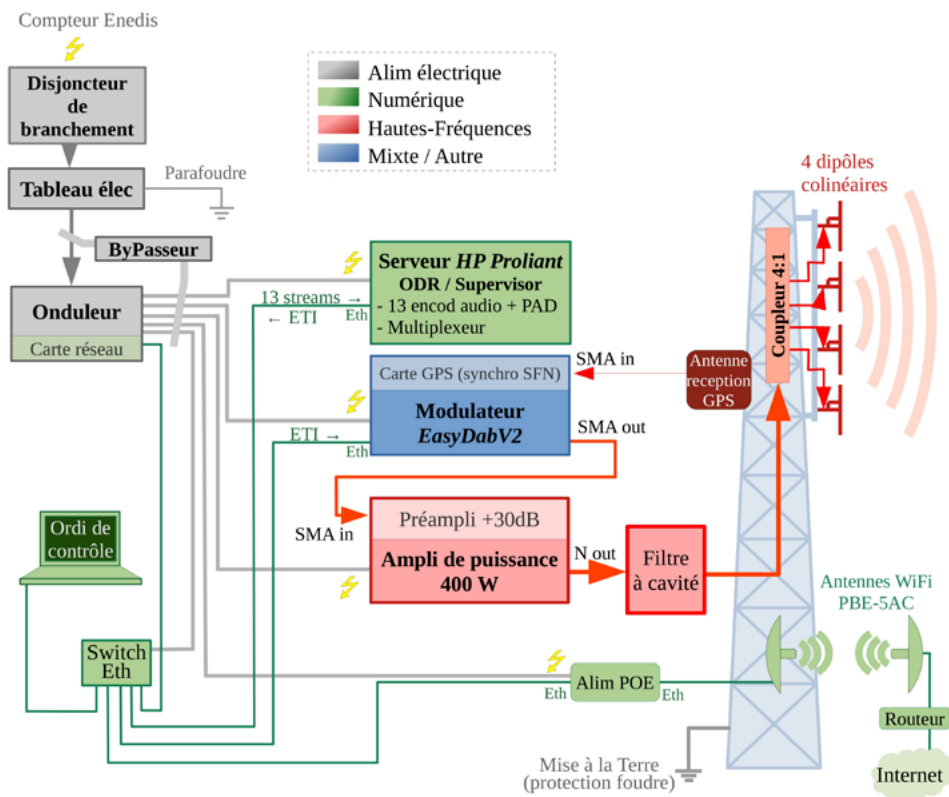 Compteur Enedis
Disjoncteur
de
branchement
Tableau élec
Parafoudre
ByPasseur
Onduleur
Carte réseau
Alim électrique
Numérique
Hautes-Fréquences
Mixte / Autre
13 streams →
← ETI
Eth
Serveur HP Proliant
ODR / Supervisor
- 13 encod audio + PAD
- Multiplexeur
Carte GPS (synchro SFN)
Modulateur
EasyDabV2
ETI →
Eth
SMA in
SMA out
Antenne
reception
GPS
4 dipôles
colinéaires
Coupleur 4:1
SMA in
Préampli +30dB
Ampli de puissance
400 W
N out
Filtre
à cavité
Ordi de
contrôle
Switch
Eth
Eth
Alim POE
Eth
Antennes WiFi
PBE-5AC
Routeur
Internet
Mise à la Terre
(protection foudre)